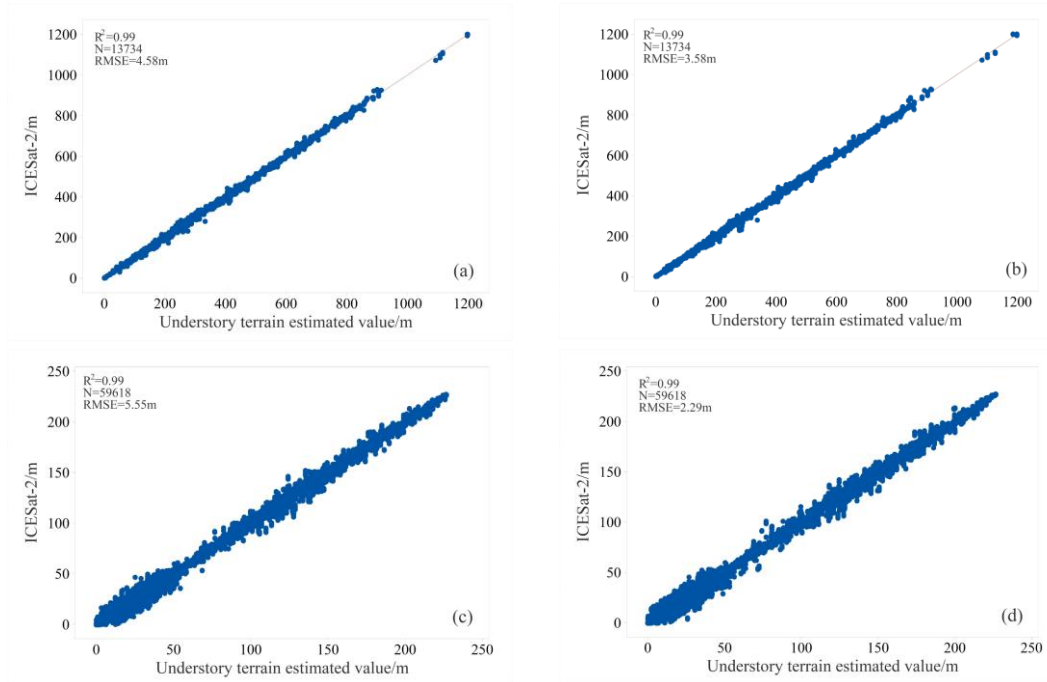 R²=0.99
N=13734
RMSE=4.58m
1200
1000
800
600
400
200
0
ICESat-2/m
0 200 400 600 800 1000 1200
Understory terrain estimated value/m
(a)
R²=0.99
N=13734
RMSE=3.58m
1200
1000
800
600
400
200
0
ICESat-2/m
0 200 400 600 800 1000 1200
Understory terrain estimated value/m
(b)
R²=0.99
N=59618
RMSE=5.55m
250
200
150
100
50
0
ICESat-2/m
0 50 100 150 200 250
Understory terrain estimated value/m
(c)
R²=0.99
N=59618
RMSE=2.29m
250
200
150
100
50
0
ICESat-2/m
0 50 100 150 200 250
Understory terrain estimated value/m
(d)